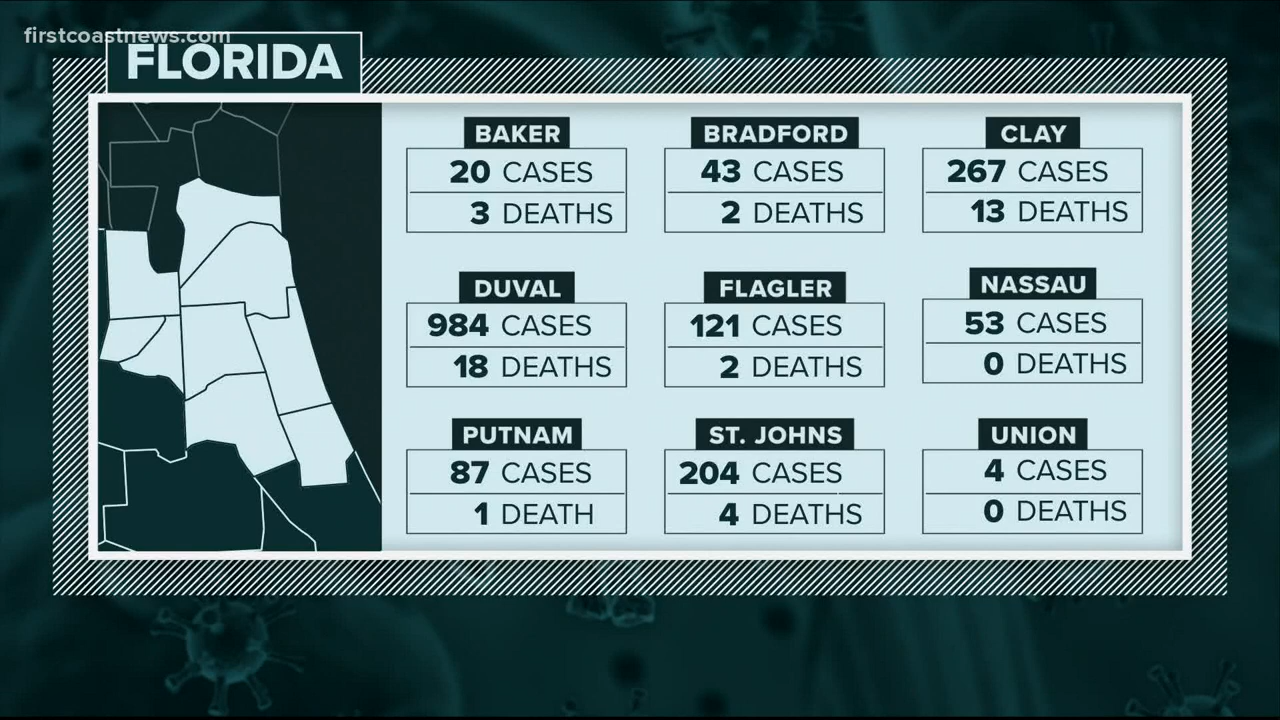 firstcoastnews.com
FLORIDA
BAKER
20 CASES
3 DEATHS
BRADFORD
43 CASES
2 DEATHS
CLAY
267 CASES
13 DEATHS
DUVAL
984 CASES
18 DEATHS
FLAGLER
121 CASES
2 DEATHS
NASSAU
53 CASES
0 DEATHS
PUTNAM
87 CASES
1 DEATH
ST. JOHNS
204 CASES
4 DEATHS
UNION
4 CASES
0 DEATHS